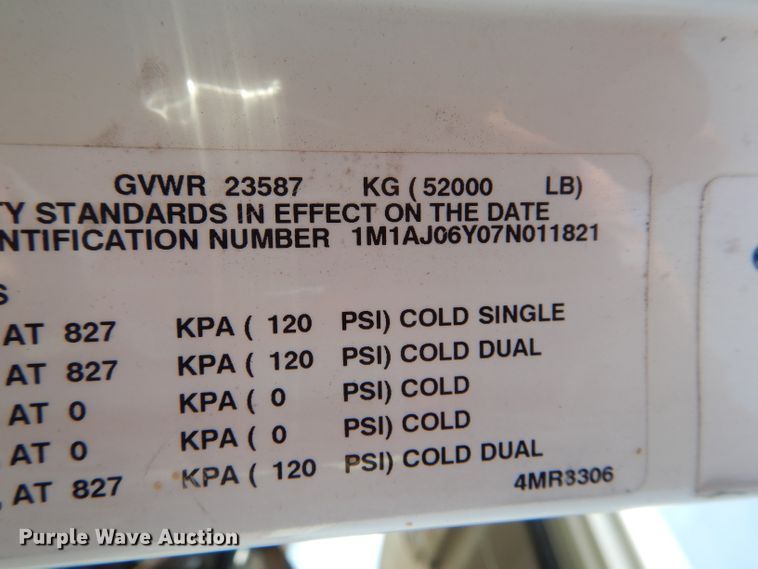 GVWR 23587 KG ( 52000 LB)
TY STANDARDS IN EFFECT ON THE DATE
NTIFICATION NUMBER 1M1AJ06Y07N011821
S
AT 827 KPA ( 120 PSI) COLD SINGLE
AT 827 KPA ( 120 PSI) COLD DUAL
AT 0 KPA ( 0 PSI) COLD
AT 0 KPA ( 0 PSI) COLD
AT 827 KPA ( 120 PSI) COLD DUAL
4MR3306
Purple Wave Auction